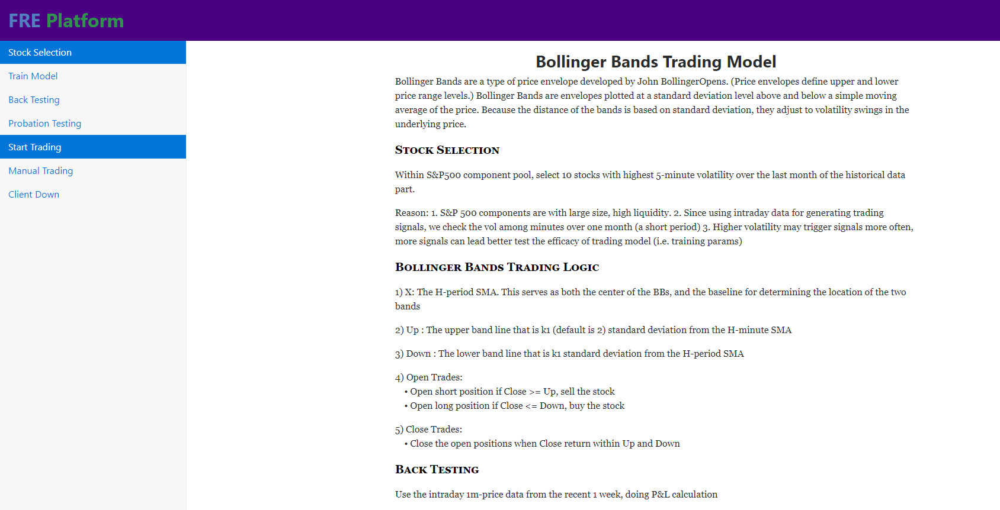 FRE Platform
Stock Selection
Train Model
Back Testing
Probation Testing
Start Trading
Manual Trading
Client Down
Bollinger Bands Trading Model
Bollinger Bands are a type of price envelope developed by John BollingerOpens. (Price envelopes define upper and lower
price range levels.) Bollinger Bands are envelopes plotted at a standard deviation level above and below a simple moving
average of the price. Because the distance of the bands is based on standard deviation, they adjust to volatility swings in the
underlying price.
Stock Selection
Within S&P500 component pool, select 10 stocks with highest 5-minute volatility over the last month of the historical data
part.
Reason: 1. S&P 500 components are with large size, high liquidity. 2. Since using intraday data for generating trading
signals, we check the vol among minutes over one month (a short period) 3. Higher volatility may trigger signals more often,
more signals can lead better test the efficacy of trading model (i.e. training params)
Bollinger Bands Trading Logic
1) X: The H-period SMA. This serves as both the center of the BBs, and the baseline for determining the location of the two
bands
2) Up : The upper band line that is k1 (default is 2) standard deviation from the H-minute SMA
3) Down : The lower band line that is k1 standard deviation from the H-period SMA
4) Open Trades:
• Open short position if Close >= Up, sell the stock
• Open long position if Close <= Down, buy the stock
5) Close Trades:
• Close the open positions when Close return within Up and Down
Back Testing
Use the intraday 1m-price data from the recent 1 week, doing P&L calculation